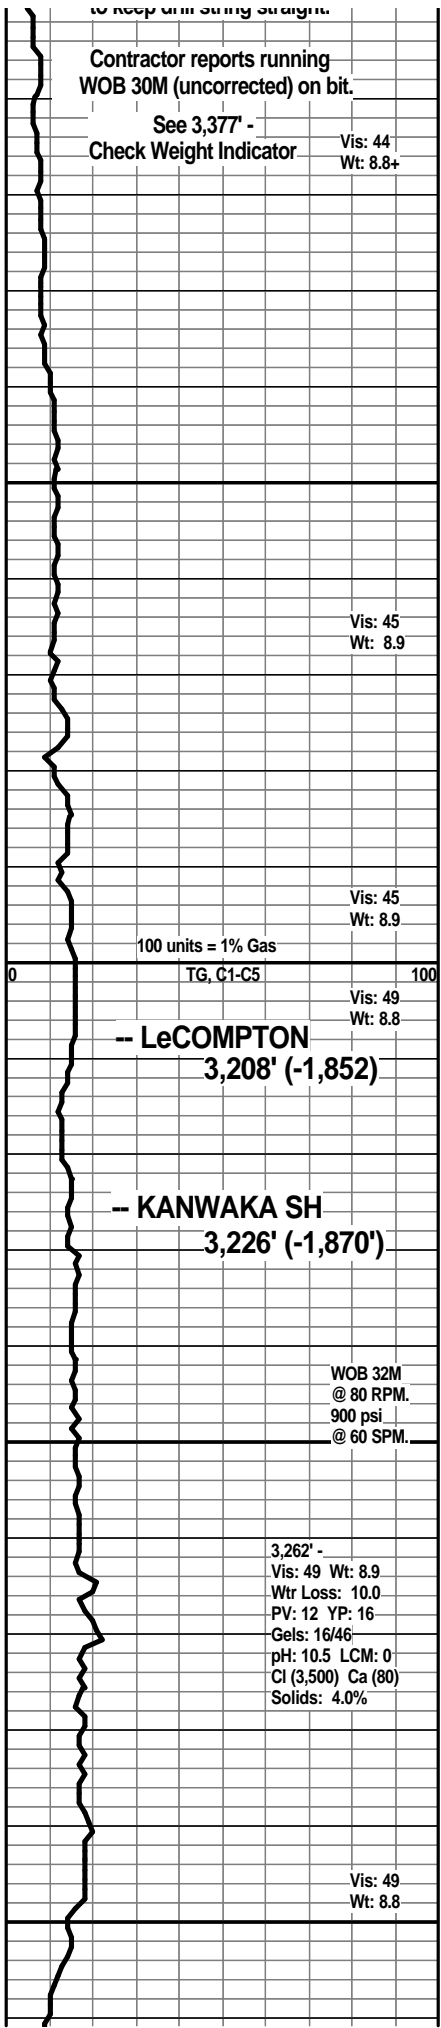 to keep drill string straight.
Contractor reports running
WOB 30M (uncorrected) on bit.
See 3,377' -
Check Weight Indicator
Vis: 44
Wt: 8.8+
Vis: 45
Wt: 8.9
Vis: 45
Wt: 8.9
100 units = 1% Gas
0 TG, C1-C5 100
Vis: 49
Wt: 8.8
-- LeCOMPTON
3,208' (-1,852)
-- KANWAKA SH
3,226' (-1,870')
WOB 32M
@ 80 RPM.
900 psi
@ 60 SPM.
3,262' -
Vis: 49 Wt: 8.9
Wtr Loss: 10.0
PV: 12 YP: 16
Gels: 16/46
pH: 10.5 LCM: 0
Cl (3,500) Ca (80)
Solids: 4.0%
Vis: 49
Wt: 8.8